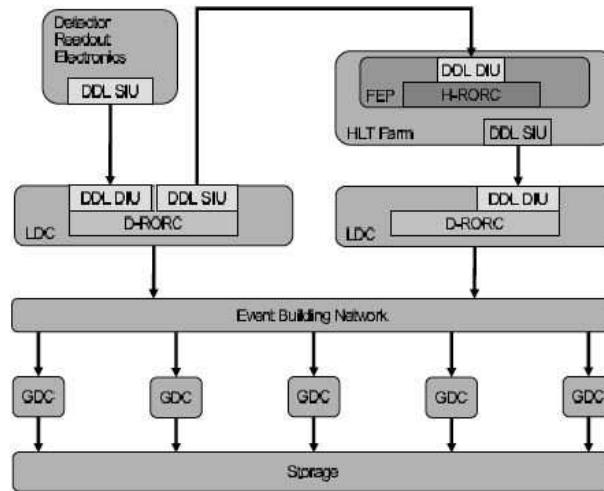 Detector
Readout
Electronics
DDL SIU
DDL DIU
FEP
H-RORC
HLT Farm
DDL SIU
DDL DIU
DDL SIU
D-RORC
LDC
DDL DIU
D-RORC
LDC
Event Building Network
GDC
GDC
GDC
GDC
GDC
Storage